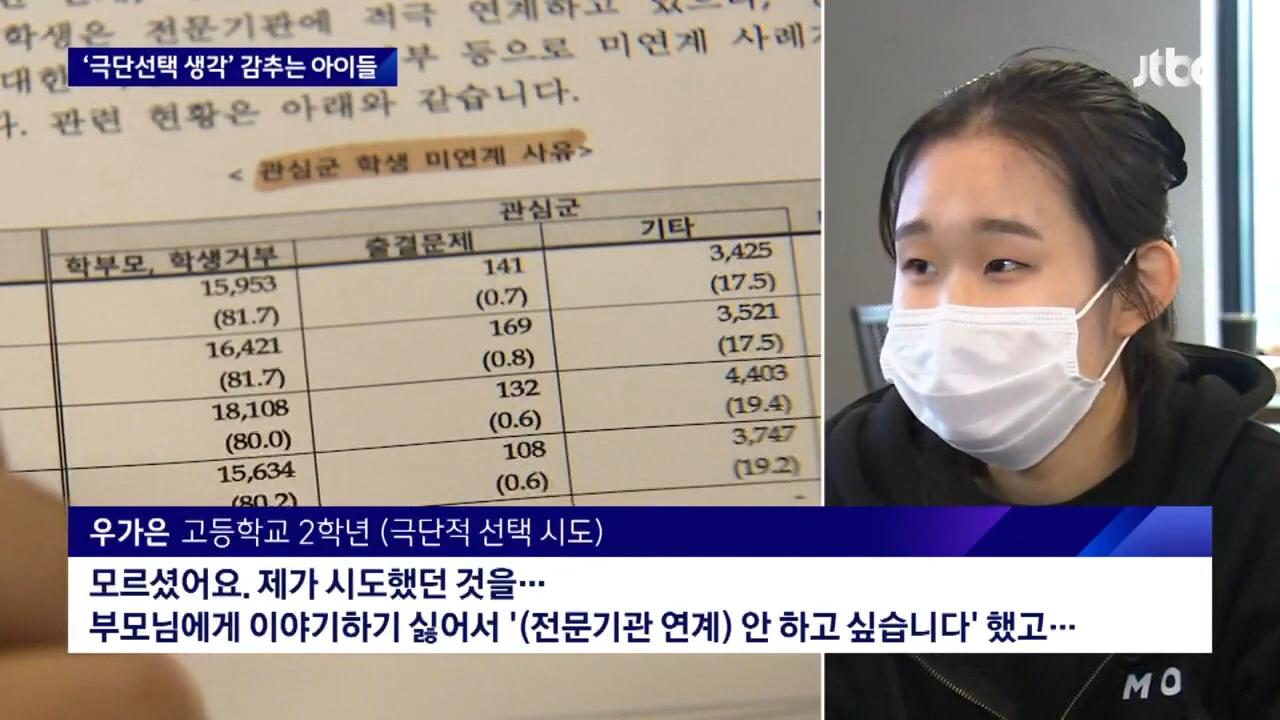 학생은 전문기관에 적극 연계하고 있으며,
부 등으로 미연계 사례가
대한
다. 관련 현황은 아래와 같습니다.
jtbc
'극단선택 생각' 감추는 아이들
< 관심군 학생 미연계 사유>
관심군
학부모, 학생거부 출결문제 기타
15,953 141 3,425
(81.7) (0.7) (17.5)
16,421 169 3,521
(81.7) (0.8) (17.5)
18,108 132 4,403
(80.0) (0.6) (19.4)
15,634 108 3,747
(80.2) (0.6) (19.2)
우가은 고등학교 2학년 (극단적 선택 시도)
모르셨어요. 제가 시도했던 것을…
부모님에게 이야기하기 싫어서 '(전문기관 연계) 안 하고 싶습니다' 했고…
MO